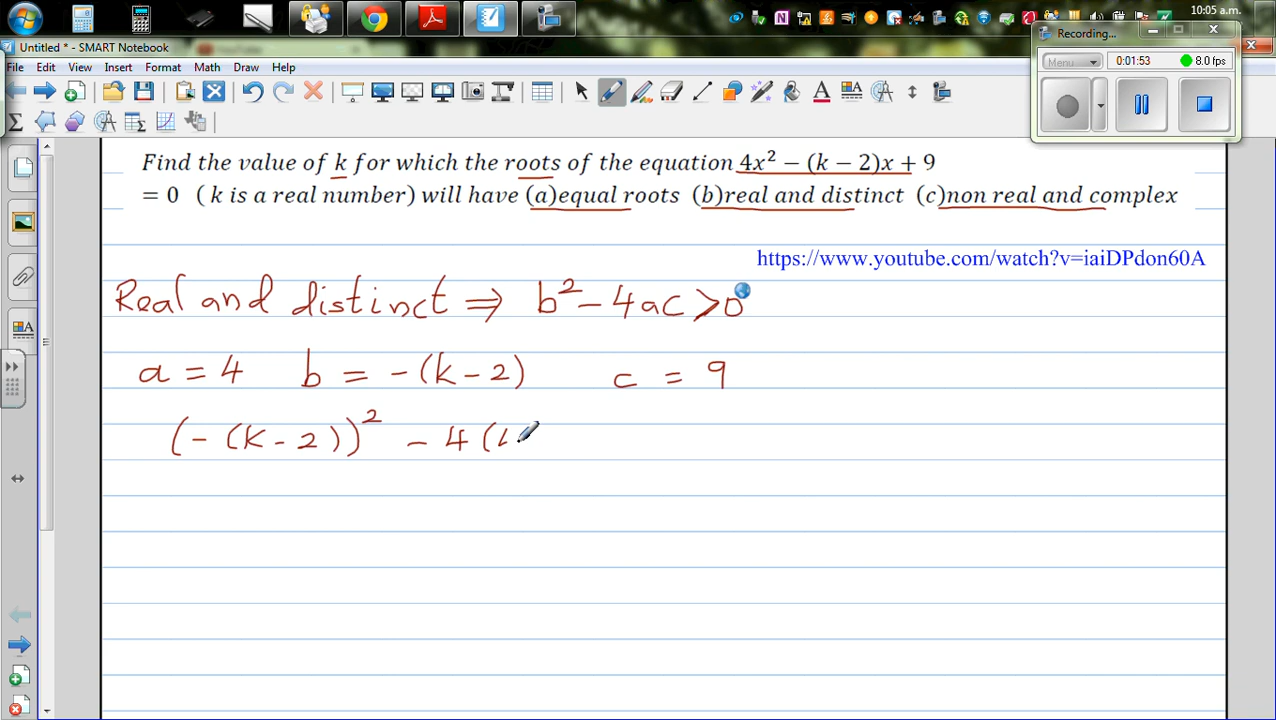 10:05 a.m.
Untitled * - SMART Notebook
Recording...
File Edit View Insert Format Math Draw Help
Menu 0:01:53 8.0 fps
Find the value of k for which the roots of the equation 4x² − (k − 2)x + 9
= 0 ( k is a real number) will have (a)equal roots (b)real and distinct (c)non real and complex
https://www.youtube.com/watch?v=iaiDPdon60A
Real and distinct ⇒ b² − 4ac > 0
a = 4 b = −(k − 2) c = 9
(−(k − 2))² − 4 (